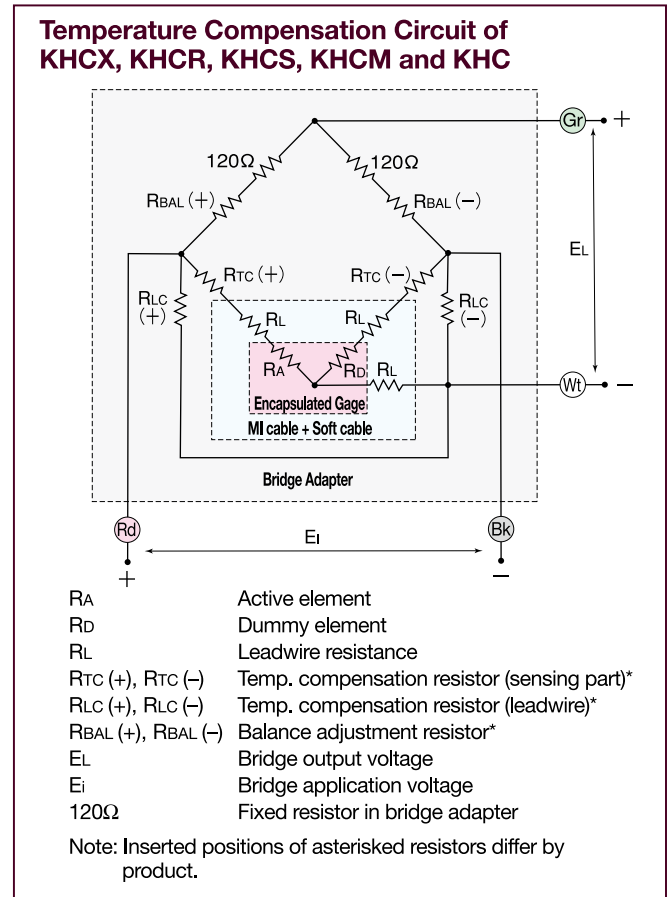 Temperature Compensation Circuit of
KHCX, KHCR, KHCS, KHCM and KHC
Gr
+
120Ω
120Ω
RBAL (+)
RBAL (−)
EL
RTC (+)
RTC (−)
RLC
(+)
RLC
(−)
RL
RL
RA
RD
RL
Wt
−
Encapsulated Gage
MI cable + Soft cable
Bridge Adapter
Rd
EI
Bk
+
−
RA Active element
RD Dummy element
RL Leadwire resistance
RTC (+), RTC (−) Temp. compensation resistor (sensing part)*
RLC (+), RLC (−) Temp. compensation resistor (leadwire)*
RBAL (+), RBAL (−) Balance adjustment resistor*
EL Bridge output voltage
Ei Bridge application voltage
120Ω Fixed resistor in bridge adapter
Note: Inserted positions of asterisked resistors differ by
product.